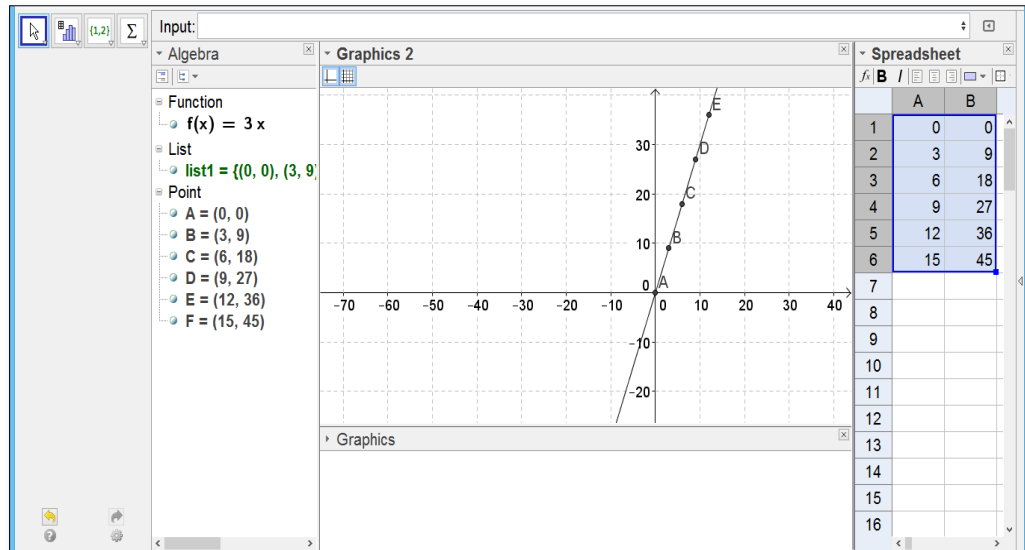 {1,2}
Σ
Input:
Algebra
Function
f(x) = 3 x
List
list1 = {(0, 0), (3, 9)
Point
A = (0, 0)
B = (3, 9)
C = (6, 18)
D = (9, 27)
E = (12, 36)
F = (15, 45)
Graphics 2
E
30
D
20
C
10
B
0
A
-70 -60 -50 -40 -30 -20 -10 0 10 20 30 40
-10
-20
Graphics
Spreadsheet
fx B I
A B
1 0 0
2 3 9
3 6 18
4 9 27
5 12 36
6 15 45
7
8
9
10
11
12
13
14
15
16